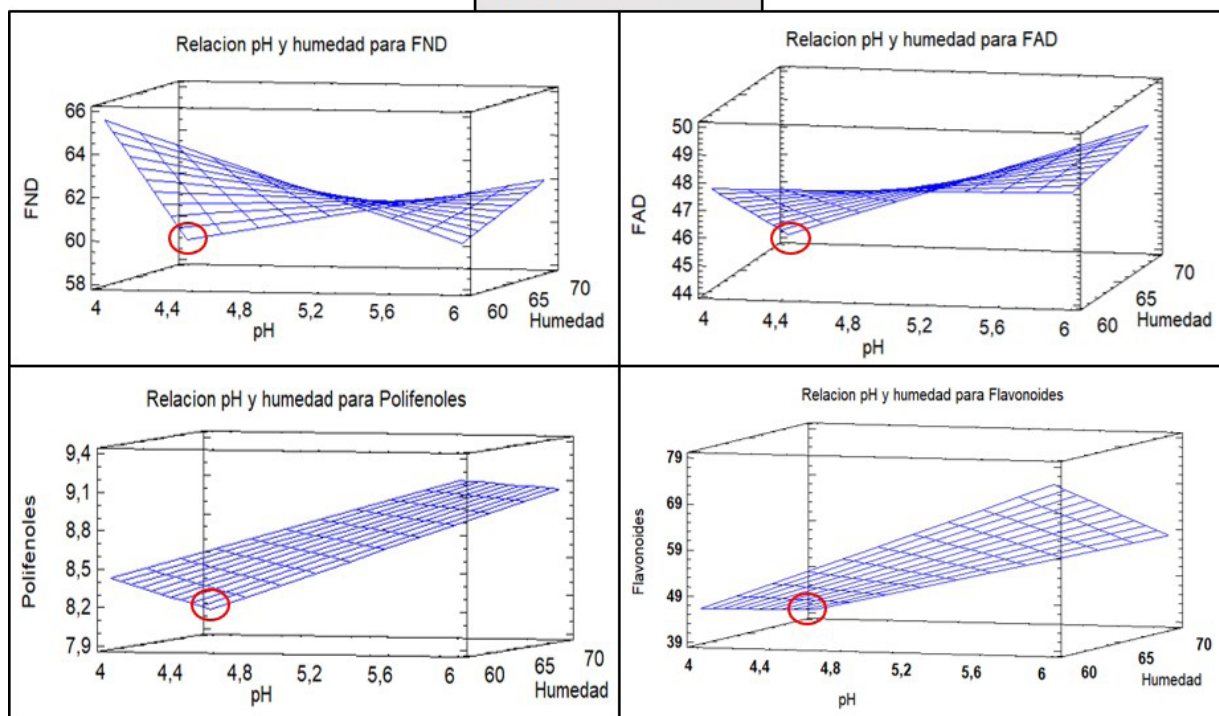 Relacion pH y humedad para FND
66
64
62
60
58
FND
4 4,4 4,8 5,2 5,6 6
pH
60 65 70
Humedad
Relacion pH y humedad para FAD
50
49
48
47
46
45
44
FAD
4 4,4 4,8 5,2 5,6 6
pH
60 65 70
Humedad
Relacion pH y humedad para Polifenoles
9,4
9,1
8,8
8,5
8,2
7,9
Polifenoles
4 4,4 4,8 5,2 5,6 6
pH
60 65 70
Humedad
Relacion pH y humedad para Flavonoides
79
69
59
49
39
Flavonoides
4 4,4 4,8 5,2 5,6 6
pH
60 65 70
Humedad